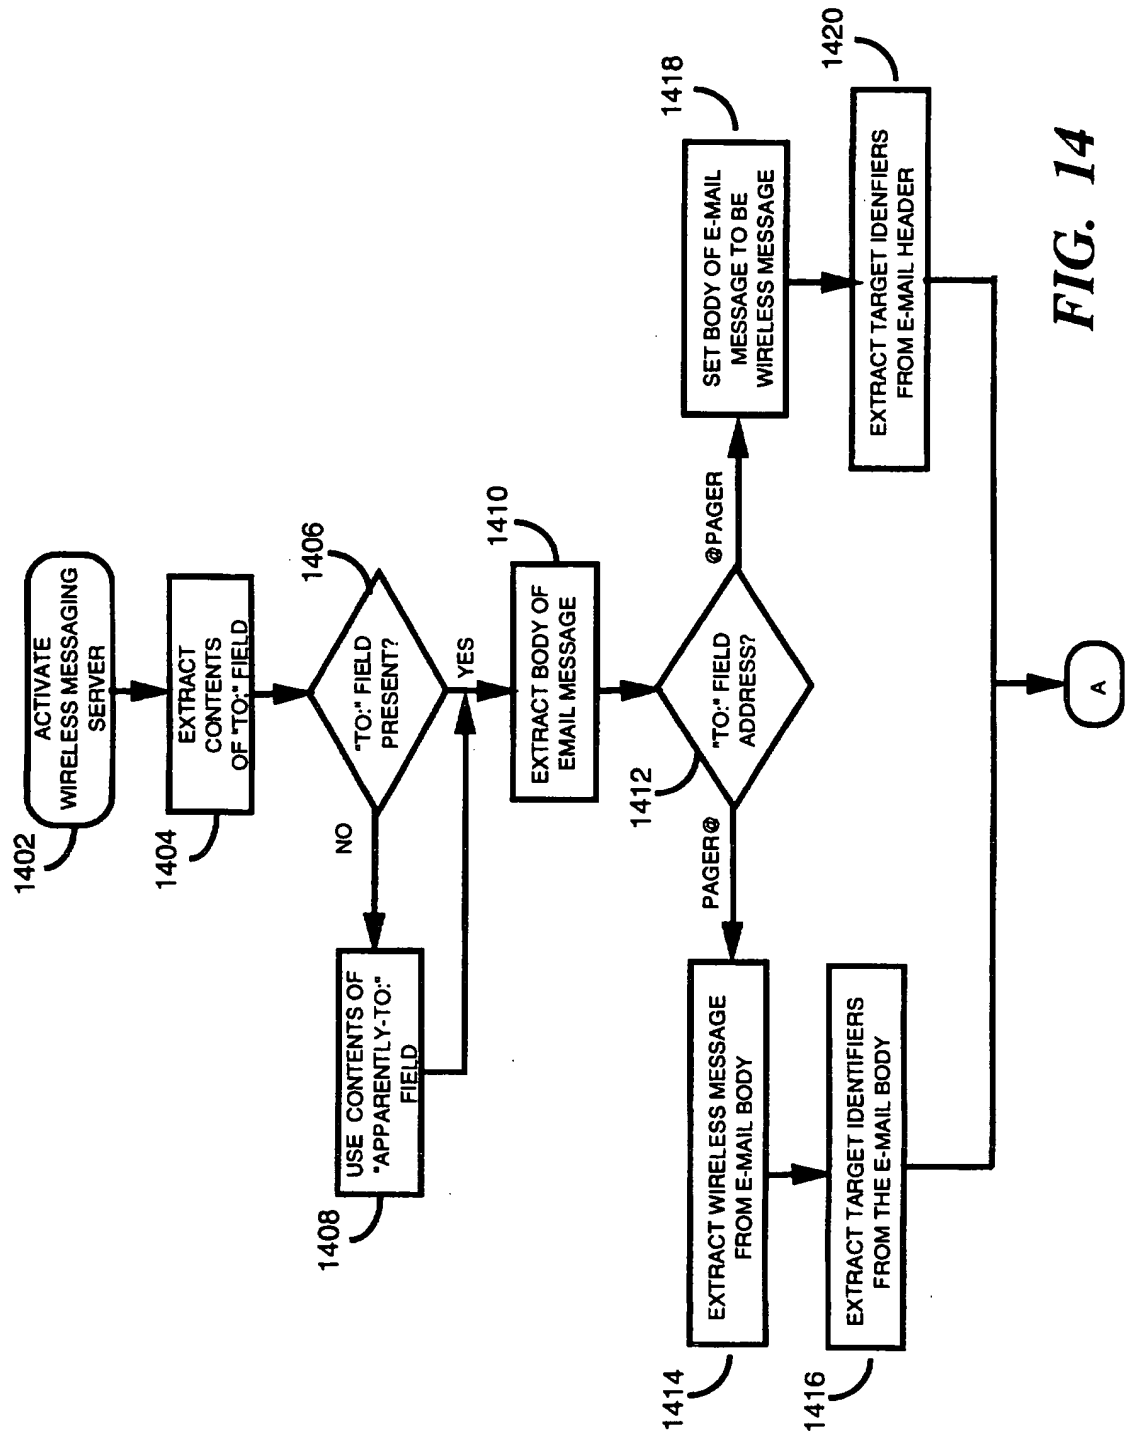 1402
ACTIVATE
WIRELESS MESSAGING
SERVER
1404
EXTRACT
CONTENTS
OF "TO:" FIELD
1406
"TO:" FIELD
PRESENT?
NO
YES
1408
USE CONTENTS OF
"APPARENTLY-TO:"
FIELD
1410
EXTRACT BODY OF
EMAIL MESSAGE
1412
"TO:" FIELD
ADDRESS?
PAGER@
@PAGER
1414
EXTRACT WIRELESS MESSAGE
FROM E-MAIL BODY
1416
EXTRACT TARGET IDENTIFIERS
FROM THE E-MAIL BODY
1418
SET BODY OF E-MAIL
MESSAGE TO BE
WIRELESS MESSAGE
1420
EXTRACT TARGET IDENFIERS
FROM E-MAIL HEADER
A
FIG. 14